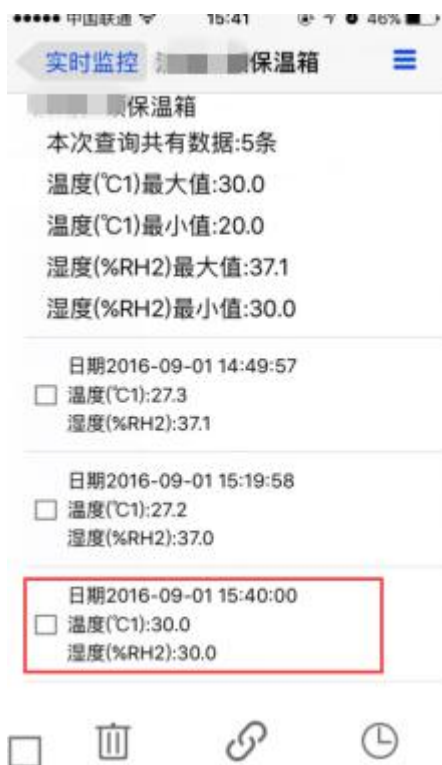 中国联通 15:41 46%
实时监控 保温箱
保温箱
本次查询共有数据:5条
温度(℃1)最大值:30.0
温度(℃1)最小值:20.0
湿度(%RH2)最大值:37.1
湿度(%RH2)最小值:30.0
日期2016-09-01 14:49:57
温度(℃1):27.3
湿度(%RH2):37.1
日期2016-09-01 15:19:58
温度(℃1):27.2
湿度(%RH2):37.0
日期2016-09-01 15:40:00
温度(℃1):30.0
湿度(%RH2):30.0